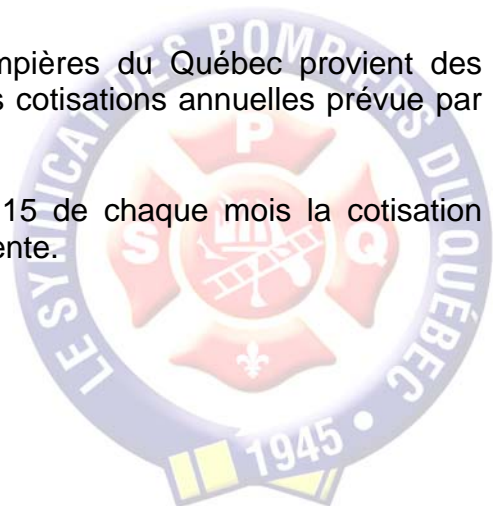 mpières du Québec provient des
s cotisations annuelles prévue par
15 de chaque mois la cotisation
ente.
LE SYNDICAT DES POMPIERS DU QUÉBEC
P
S Q
1945